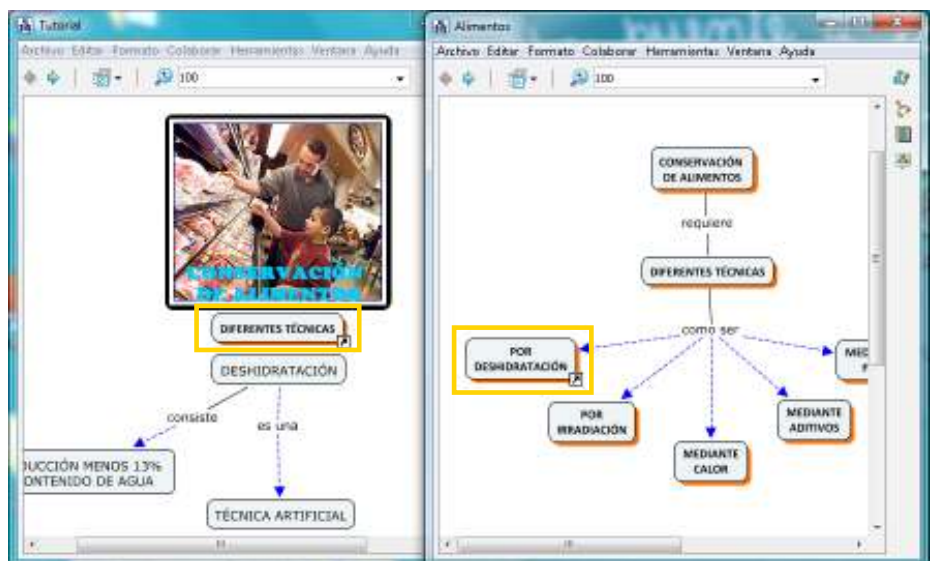 Tutorial
Archivo Editar Formato Colaborar Herramientas Ventana Ayuda
100
CONSERVACIÓN
DE ALIMENTOS
DIFERENTES TÉCNICAS
DESHIDRATACIÓN
consiste
es una
UCCIÓN MENOS 13%
ONTENIDO DE AGUA
TÉCNICA ARTIFICIAL
Alimentos
Archivo Editar Formato Colaborar Herramientas Ventana Ayuda
100
CONSERVACIÓN
DE ALIMENTOS
requiere
DIFERENTES TÉCNICAS
como ser
POR
DESHIDRATACIÓN
POR
IRRADIACIÓN
MEDIANTE
CALOR
MEDIANTE
ADITIVOS